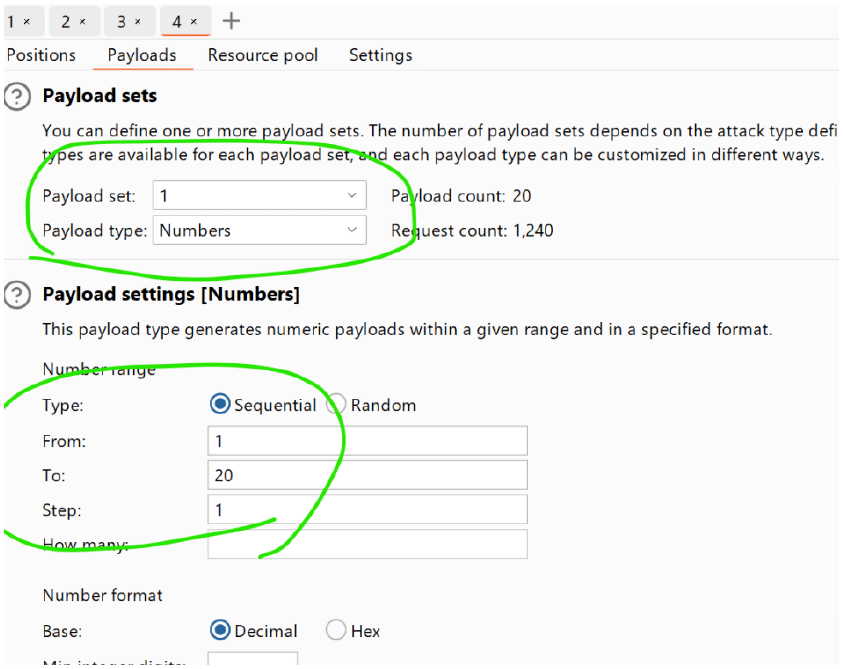 1 × 2 × 3 × 4 × +
Positions Payloads Resource pool Settings
? Payload sets
You can define one or more payload sets. The number of payload sets depends on the attack type defi
types are available for each payload set, and each payload type can be customized in different ways.
Payload set: 1 Payload count: 20
Payload type: Numbers Request count: 1,240
? Payload settings [Numbers]
This payload type generates numeric payloads within a given range and in a specified format.
Number range
Type: Sequential Random
From: 1
To: 20
Step: 1
How many:
Number format
Base: Decimal Hex
Min integer digits: